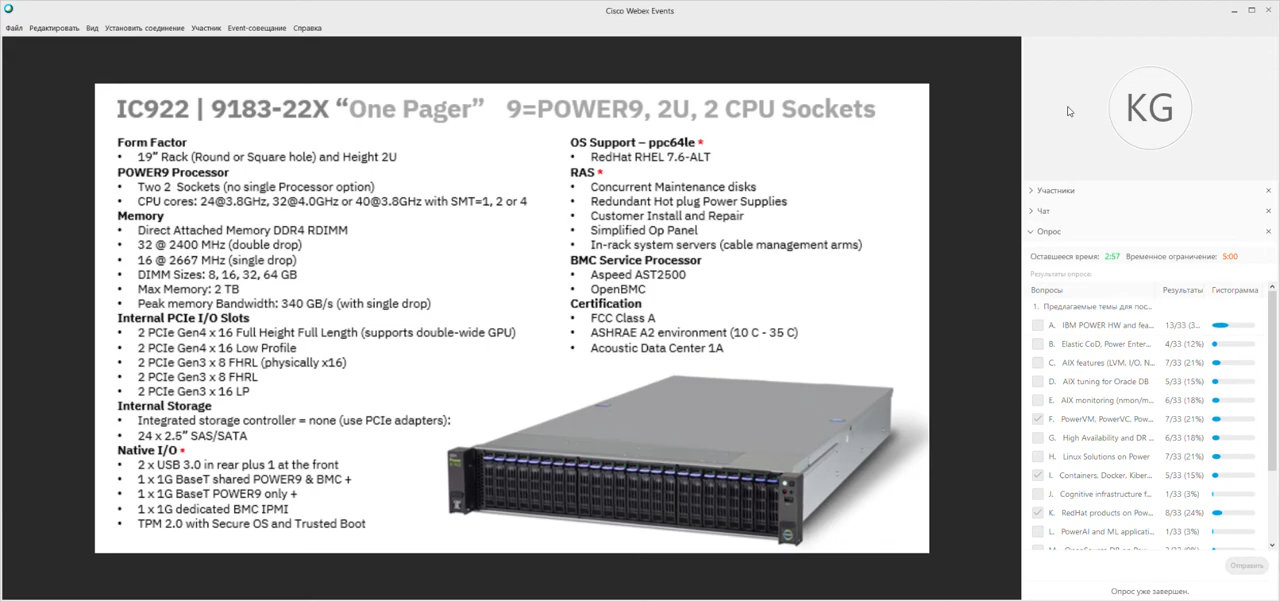 Cisco Webex Events
Файл Редактировать Вид Установить соединение Участник Event-совещание Справка
IC922 | 9183-22X “One Pager” 9=POWER9, 2U, 2 CPU Sockets
Form Factor
• 19” Rack (Round or Square hole) and Height 2U
POWER9 Processor
• Two 2 Sockets (no single Processor option)
• CPU cores: 24@3.8GHz, 32@4.0GHz or 40@3.8GHz with SMT=1, 2 or 4
Memory
• Direct Attached Memory DDR4 RDIMM
• 32 @ 2400 MHz (double drop)
• 16 @ 2667 MHz (single drop)
• DIMM Sizes: 8, 16, 32, 64 GB
• Max Memory: 2 TB
• Peak memory Bandwidth: 340 GB/s (with single drop)
Internal PCIe I/O Slots
• 2 PCIe Gen4 x 16 Full Height Full Length (supports double-wide GPU)
• 2 PCIe Gen4 x 16 Low Profile
• 2 PCIe Gen3 x 8 FHRL (physically x16)
• 2 PCIe Gen3 x 8 FHRL
• 2 PCIe Gen3 x 16 LP
Internal Storage
• Integrated storage controller = none (use PCIe adapters):
• 24 x 2.5” SAS/SATA
Native I/O *
• 2 x USB 3.0 in rear plus 1 at the front
• 1 x 1G BaseT shared POWER9 & BMC +
• 1 x 1G BaseT POWER9 only +
• 1 x 1G dedicated BMC IPMI
• TPM 2.0 with Secure OS and Trusted Boot
OS Support – ppc64le *
• RedHat RHEL 7.6-ALT
RAS *
• Concurrent Maintenance disks
• Redundant Hot plug Power Supplies
• Customer Install and Repair
• Simplified Op Panel
• In-rack system servers (cable management arms)
BMC Service Processor
• Aspeed AST2500
• OpenBMC
Certification
• FCC Class A
• ASHRAE A2 environment (10 C - 35 C)
• Acoustic Data Center 1A
KG
Участники
Чат
Опрос
Оставшееся время: 2:57 Временное ограничение: 5:00
Результаты опроса:
Вопросы Результаты Гистограмма
1. Предлагаемые темы для пос...
A. IBM POWER HW and fea... 13/33 (3...
B. Elastic CoD, Power Enter... 4/33 (12%)
C. AIX features (LVM, I/O, N... 7/33 (21%)
D. AIX tuning for Oracle DB 5/33 (15%)
E. AIX monitoring (nmon/m... 6/33 (18%)
F. PowerVM, PowerVC, Pow... 7/33 (21%)
G. High Availability and DR ... 6/33 (18%)
H. Linux Solutions on Power 7/33 (21%)
I. Containers, Docker, Kiber... 5/33 (15%)
J. Cognitive infrastructure f... 1/33 (3%)
K. RedHat products on Pow... 8/33 (24%)
L. PowerAI and ML applicati... 1/33 (3%)
Отправить
Опрос уже завершен.